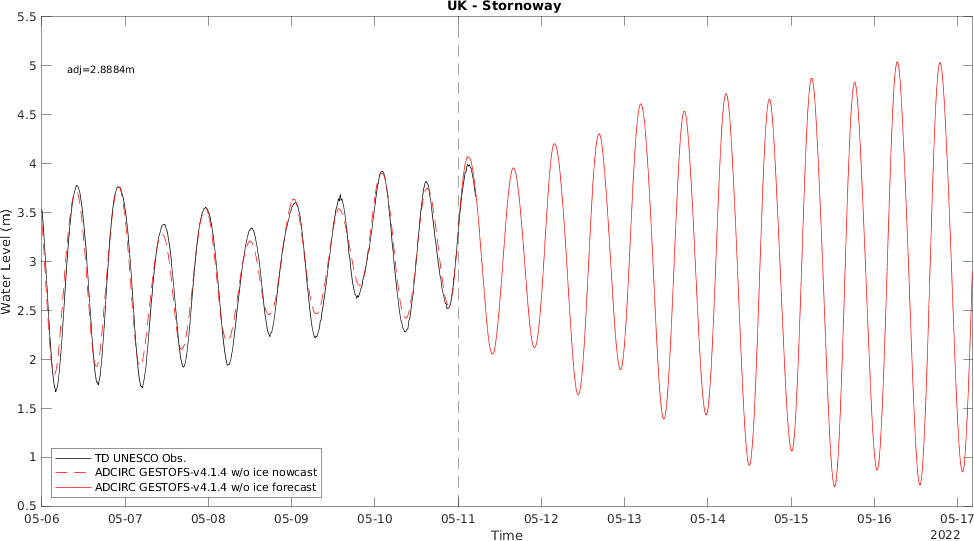 UK - Stornoway
adj=2.8884m
Water Level (m)
5.5
5
4.5
4
3.5
3
2.5
2
1.5
1
0.5
TD UNESCO Obs.
ADCIRC GESTOFS-v4.1.4 w/o ice nowcast
ADCIRC GESTOFS-v4.1.4 w/o ice forecast
05-06 05-07 05-08 05-09 05-10 05-11 05-12 05-13 05-14 05-15 05-16 05-17
Time
2022